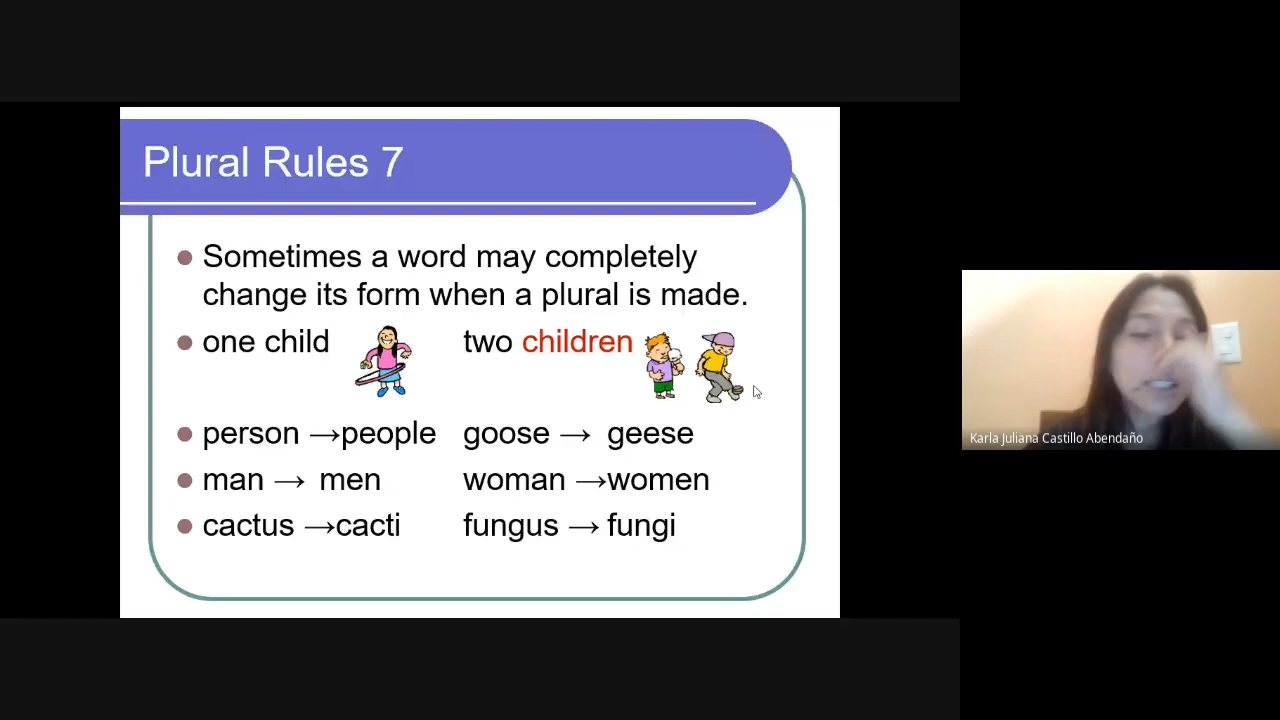 Plural Rules 7
Sometimes a word may completely
change its form when a plural is made.
one child two children
person →people goose → geese
man → men woman →women
cactus →cacti fungus → fungi
Karla Juliana Castillo Abendaño